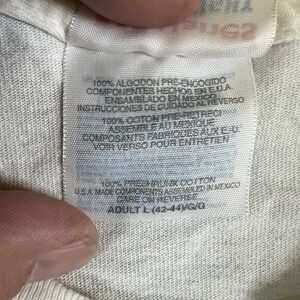 100% ALGODON PRE-ENCOGIDO
COMPONENTES HECHOS EN E.U.A.
ENSAMBLADO EN MEXICO
INSTRUCCIONES DE CUIDADO AL REVERSO
100% COTON PRE-RETRECI
ASSEMBLE AU MEXIQUE
COMPOSANTS FABRIQUES AUX E.-U.
VOIR VERSO POUR ENTRETIEN
100% PRESHRUNK COTTON
U.S.A. MADE COMPONENTS ASSEMBLED IN MEXICO
CARE ON REVERSE
ADULT L (42-44)/G/G